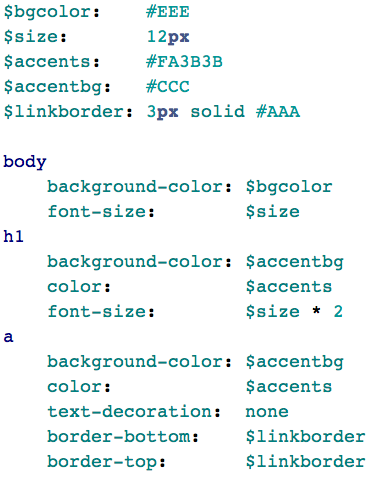 $bgcolor:    #EEE
$size:       12px
$accents:    #FA3B3B
$accentbg:   #CCC
$linkborder: 3px solid #AAA

body
    background-color: $bgcolor
    font-size:        $size
h1
    background-color: $accentbg
    color:            $accents
    font-size:        $size * 2
a
    background-color: $accentbg
    color:            $accents
    text-decoration:  none
    border-bottom:    $linkborder
    border-top:       $linkborder